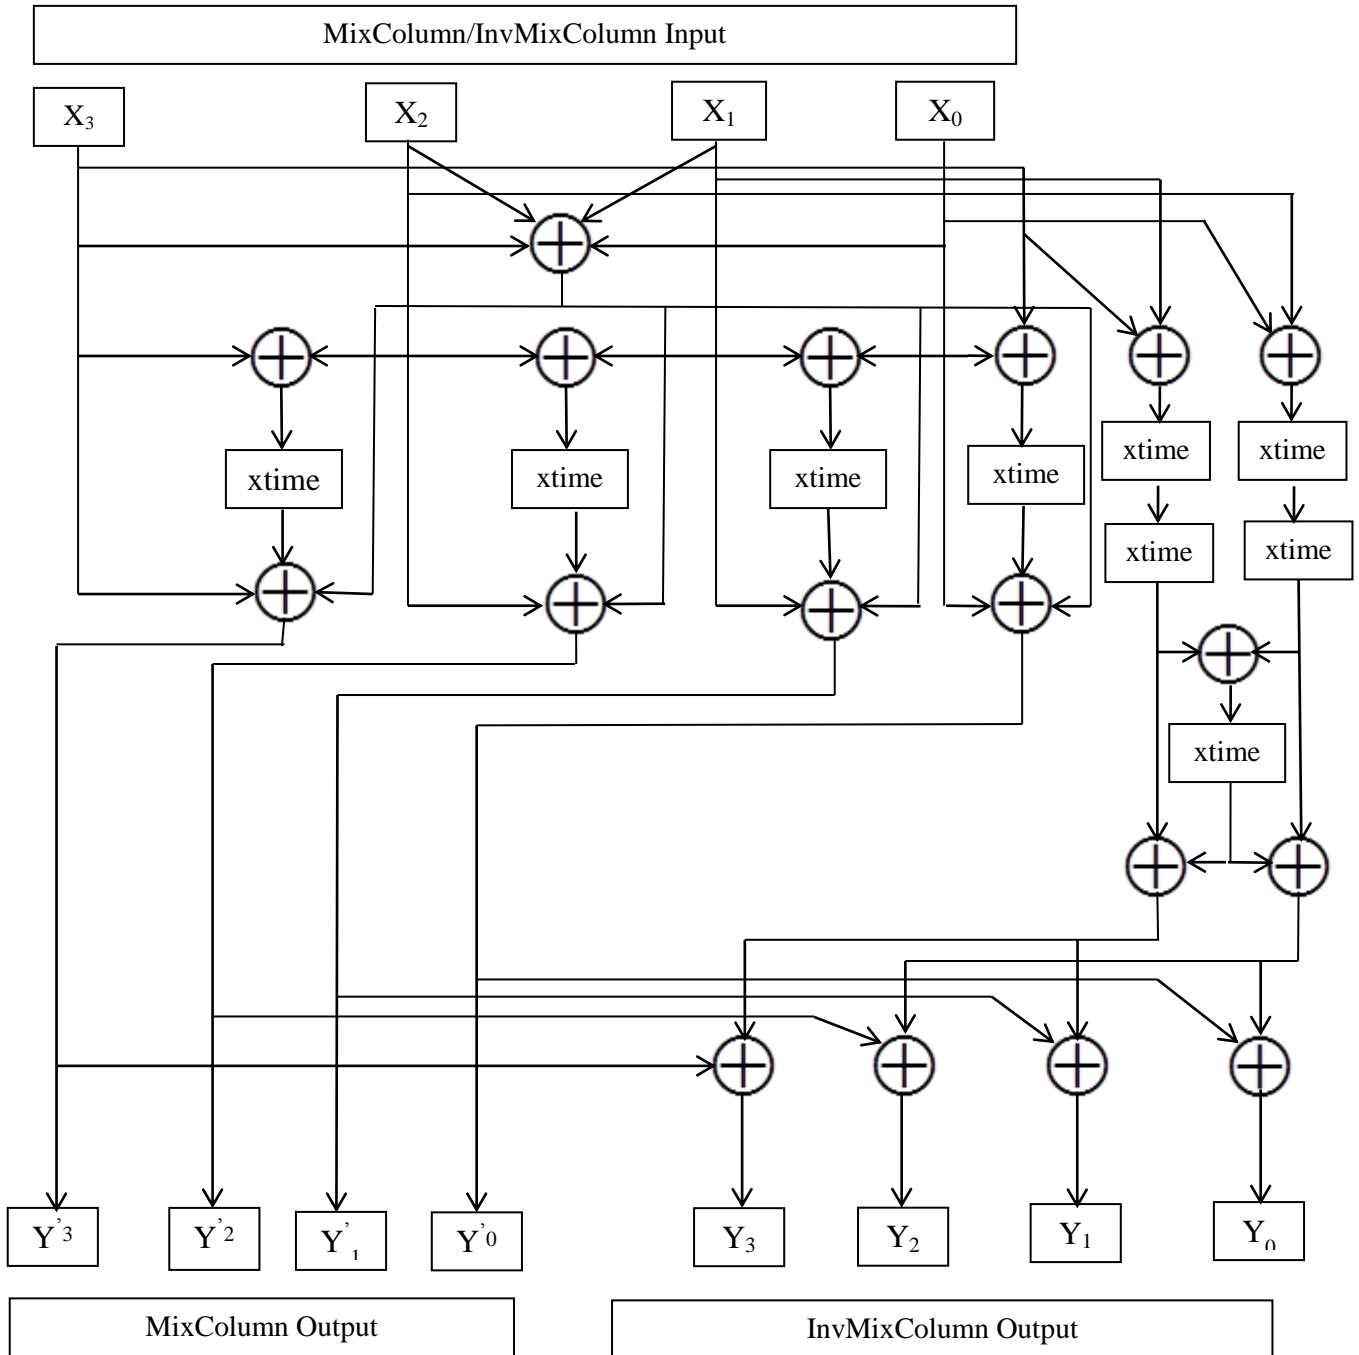 MixColumn/InvMixColumn Input
X₃ X₂ X₁ X₀
xtime xtime xtime xtime xtime xtime
xtime xtime
xtime
Y'3 Y'2 Y'₁ Y'0 Y₃ Y₂ Y₁ Y₀
MixColumn Output InvMixColumn Output